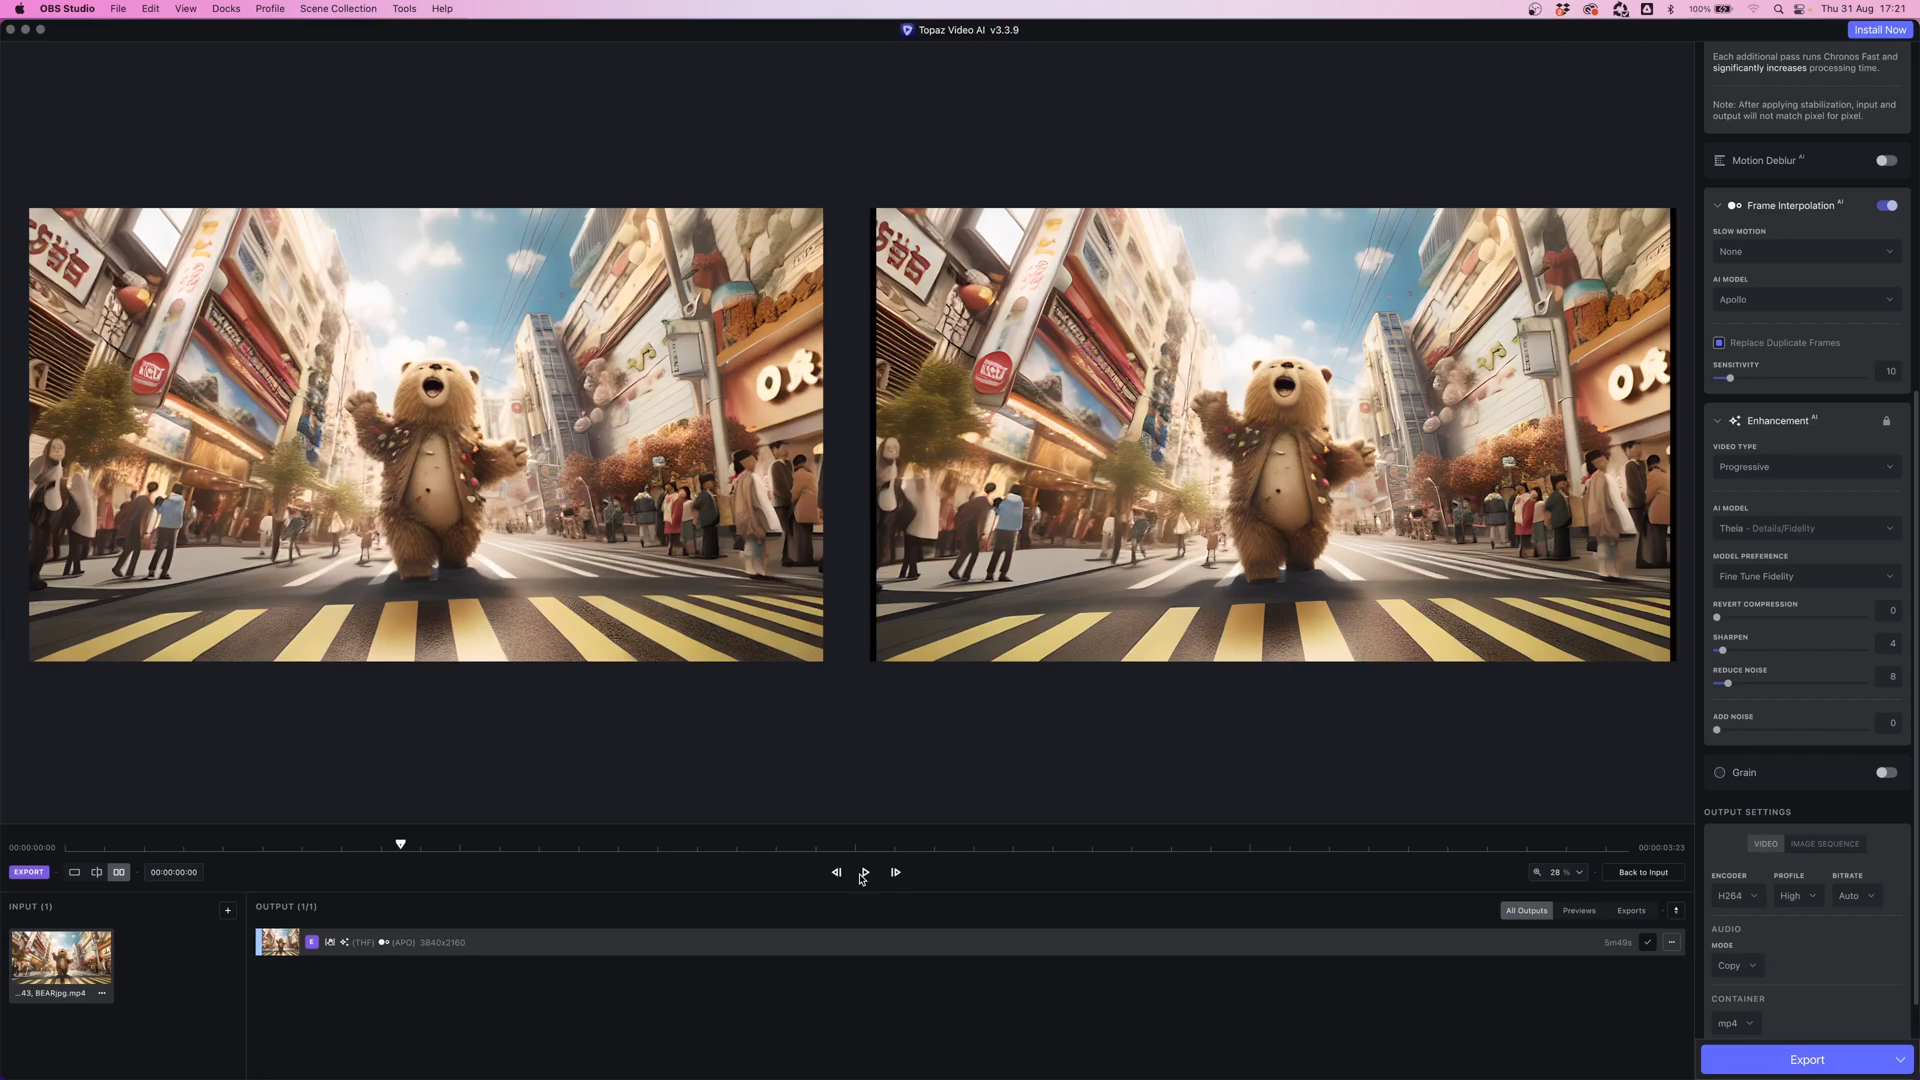 OBS Studio File Edit View Docks Profile Scene Collection Tools Help
100% Thu 31 Aug 17:21
Topaz Video AI v3.3.9
Install Now
Each additional pass runs Chronos Fast and
significantly increases processing time.
Note: After applying stabilization, input and
output will not match pixel for pixel.
Motion Deblur AI
Frame Interpolation AI
SLOW MOTION
None
AI MODEL
Apollo
Replace Duplicate Frames
SENSITIVITY
10
Enhancement AI
VIDEO TYPE
Progressive
AI MODEL
Theia - Details/Fidelity
MODEL PREFERENCE
Fine Tune Fidelity
REVERT COMPRESSION
0
SHARPEN
4
REDUCE NOISE
8
ADD NOISE
0
Grain
OUTPUT SETTINGS
VIDEO IMAGE SEQUENCE
ENCODER PROFILE BITRATE
H264 High Auto
AUDIO
MODE
Copy
CONTAINER
mp4
Export
00:00:00:00
00:00:03:23
EXPORT
00:00:00:00
28 %
Back to Input
INPUT (1)
...43, BEARjpg.mp4
OUTPUT (1/1)
All Outputs Previews Exports
E (THF) (APO) 3840x2160
5m49s